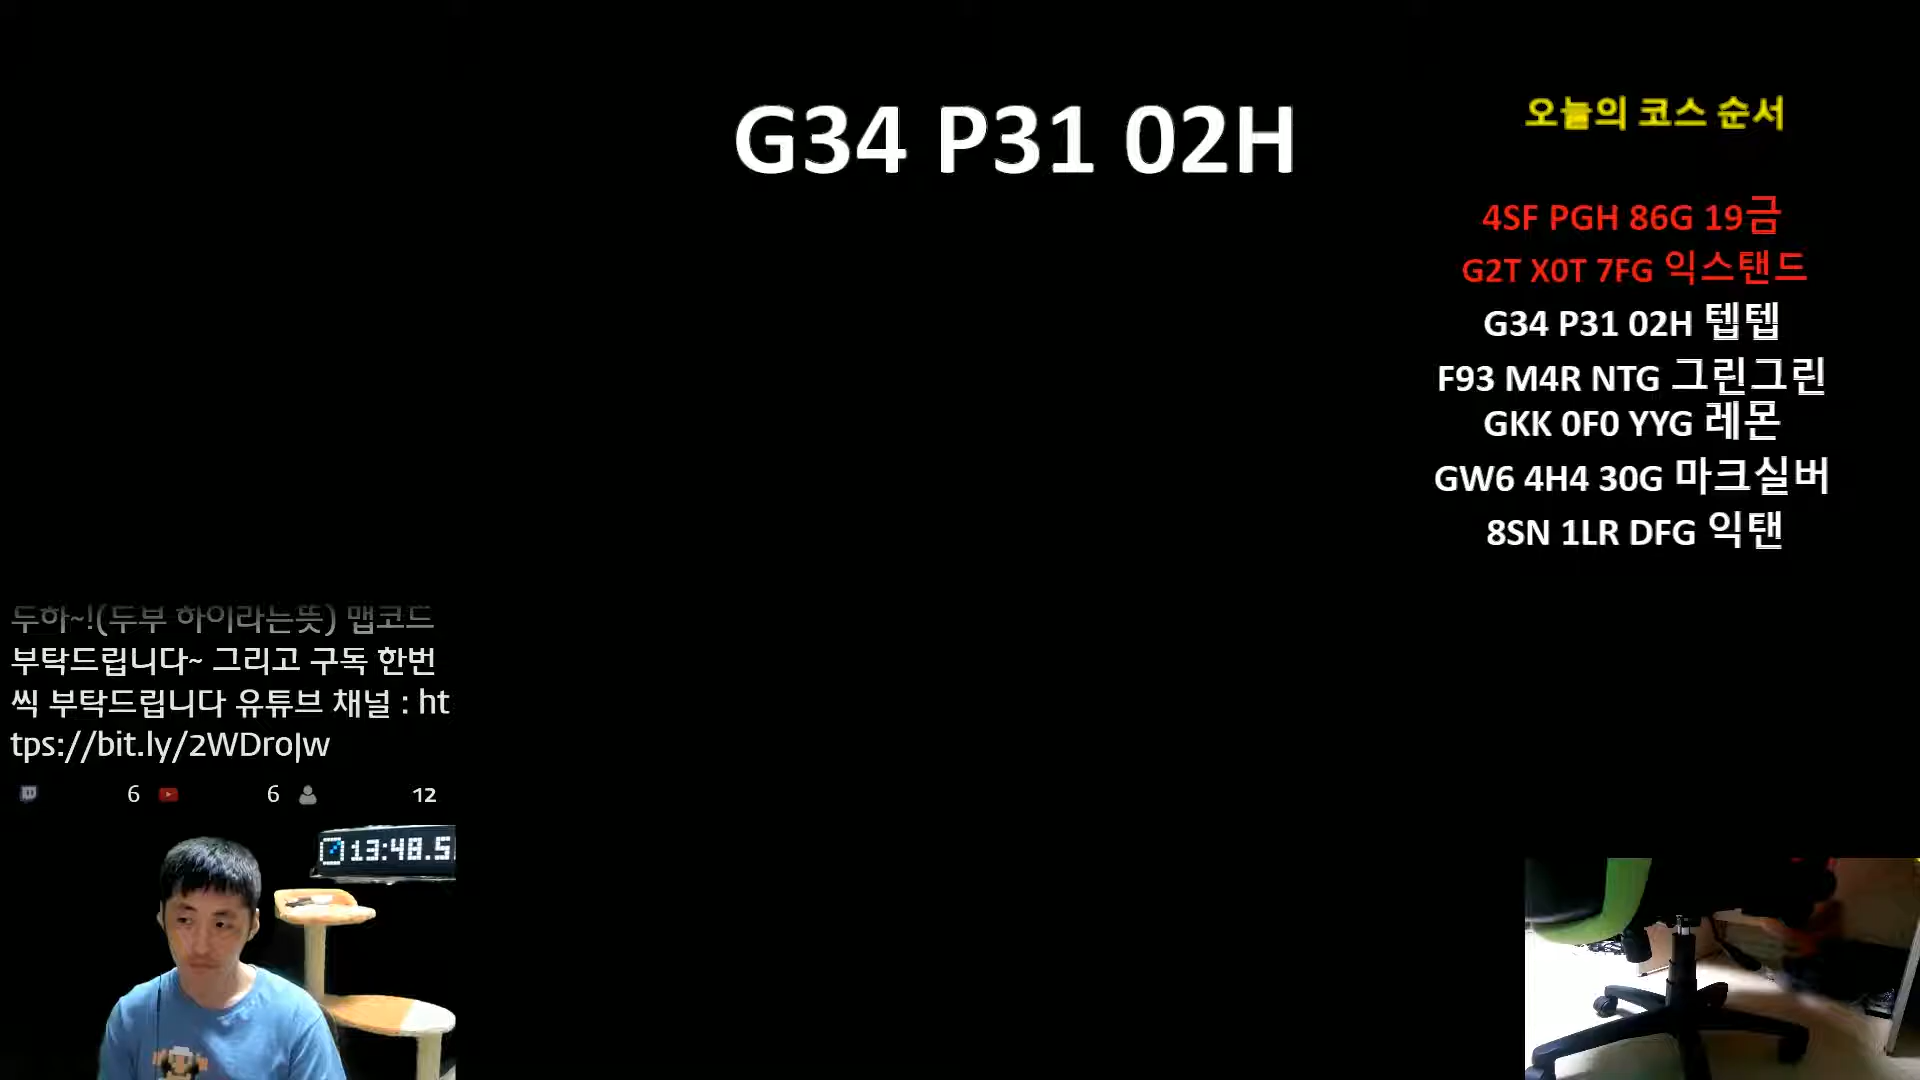 G34 P31 02H
오늘의 코스 순서
4SF PGH 86G 19금
G2T X0T 7FG 익스탠드
G34 P31 02H 텝텝
F93 M4R NTG 그린그린
GKK 0F0 YYG 레몬
GW6 4H4 30G 마크실버
8SN 1LR DFG 익탠
두하~!(두부 하이라는뜻) 맵코드
부탁드립니다~ 그리고 구독 한번
씩 부탁드립니다 유튜브 채널 : ht
tps://bit.ly/2WDroJw
6 6 12
13:48.5